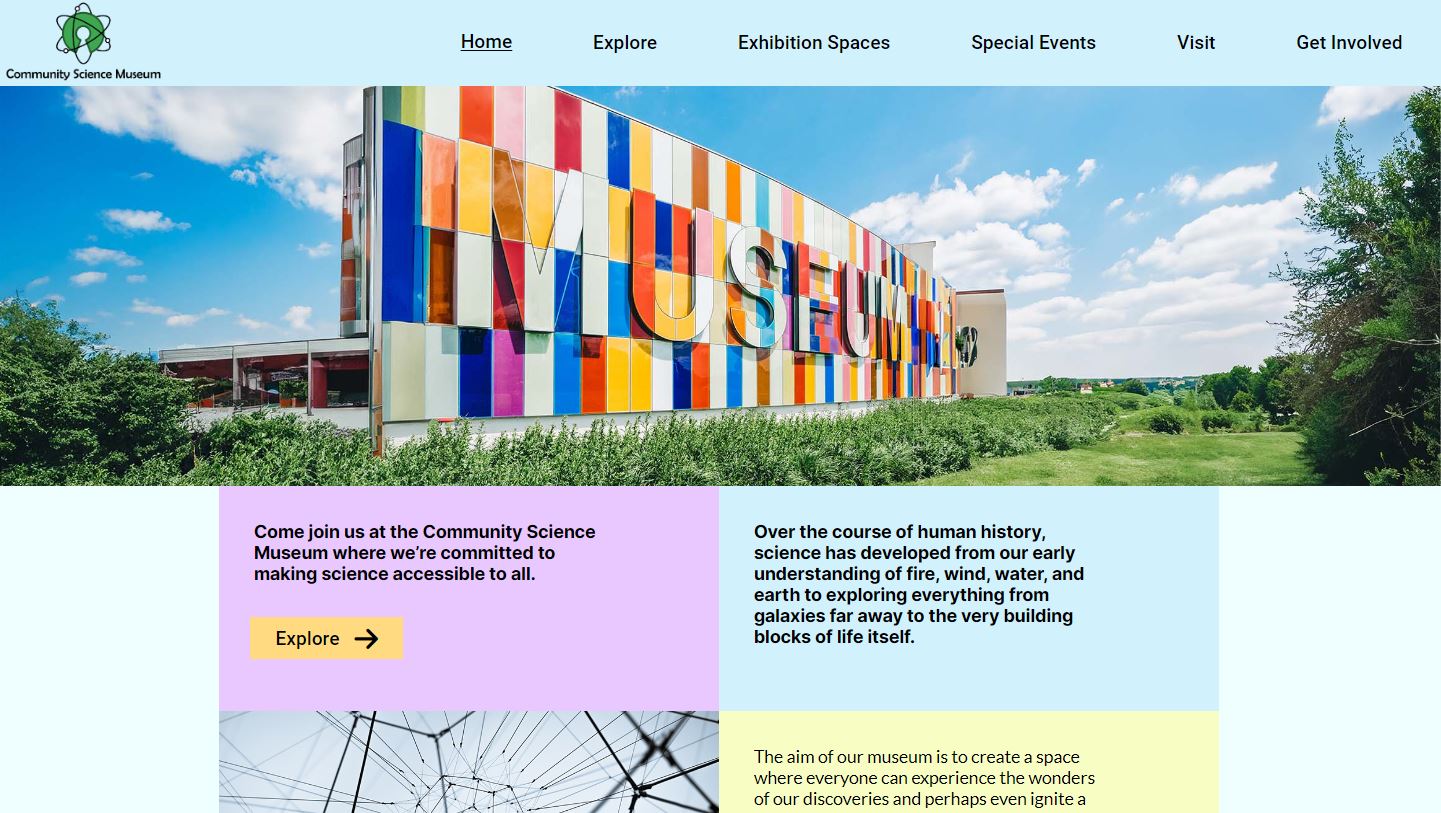 Community Science Museum
Home
Explore
Exhibition Spaces
Special Events
Visit
Get Involved
MUSEUM
Come join us at the Community Science
Museum where we’re committed to
making science accessible to all.
Explore
Over the course of human history,
science has developed from our early
understanding of fire, wind, water, and
earth to exploring everything from
galaxies far away to the very building
blocks of life itself.
The aim of our museum is to create a space
where everyone can experience the wonders
of our discoveries and perhaps even ignite a